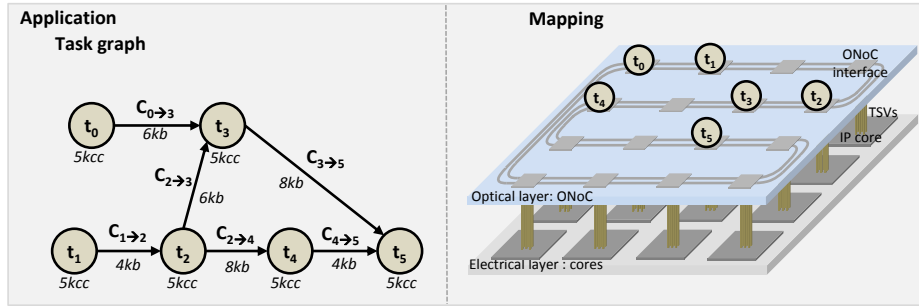 Application
Task graph
C0→3
t0
6kb
t3
5kcc
5kcc
C3→5
C2→3
8kb
6kb
C1→2
C2→4
C4→5
t1
t2
t4
t5
4kb
8kb
4kb
5kcc
5kcc
5kcc
5kcc
Mapping
t0
t1
ONoC
interface
t4
t3
t2
TSVs
t5
IP core
Optical layer: ONoC
Electrical layer : cores